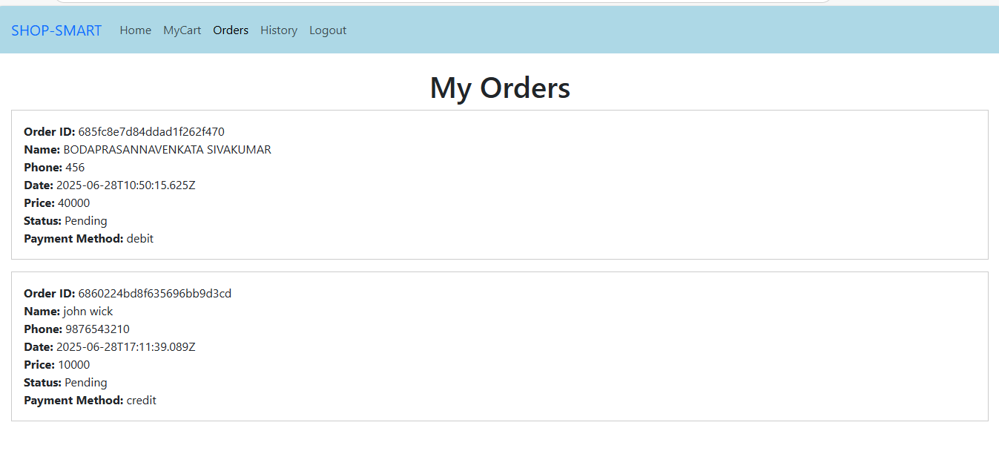 SHOP-SMART Home MyCart Orders History Logout
My Orders
Order ID: 685fc8e7d84ddad1f262f470
Name: BODAPRASANNAVENKATA SIVAKUMAR
Phone: 456
Date: 2025-06-28T10:50:15.625Z
Price: 40000
Status: Pending
Payment Method: debit
Order ID: 6860224bd8f635696bb9d3cd
Name: john wick
Phone: 9876543210
Date: 2025-06-28T17:11:39.089Z
Price: 10000
Status: Pending
Payment Method: credit